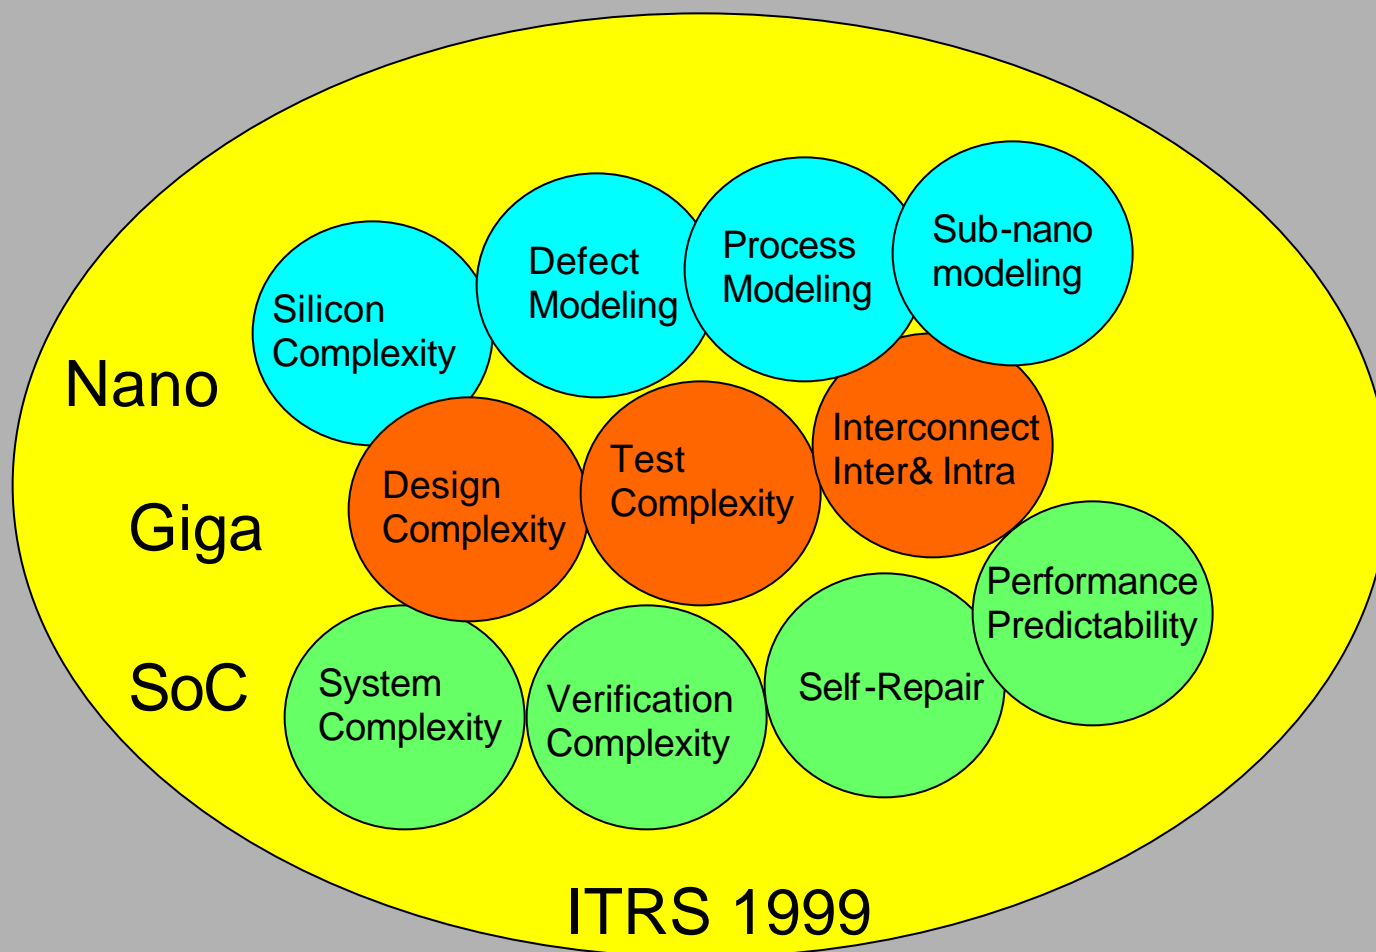 Nano
Silicon
Complexity
Defect
Modeling
Process
Modeling
Sub-nano
modeling
Giga
Design
Complexity
Test
Complexity
Interconnect
Inter& Intra
SoC
System
Complexity
Verification
Complexity
Self-Repair
Performance
Predictability
ITRS 1999